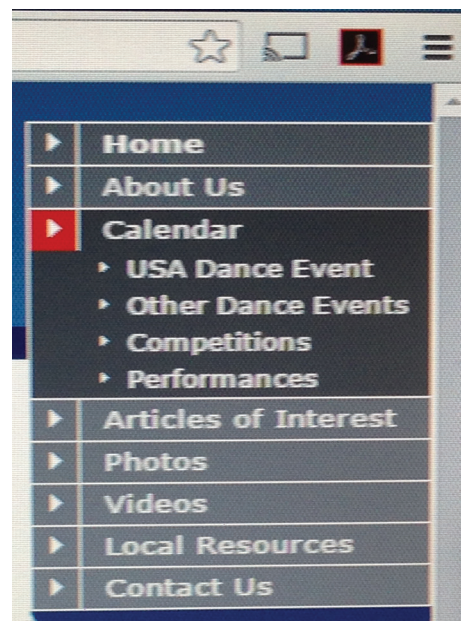 Home
About Us
Calendar
USA Dance Event
Other Dance Events
Competitions
Performances
Articles of Interest
Photos
Videos
Local Resources
Contact Us